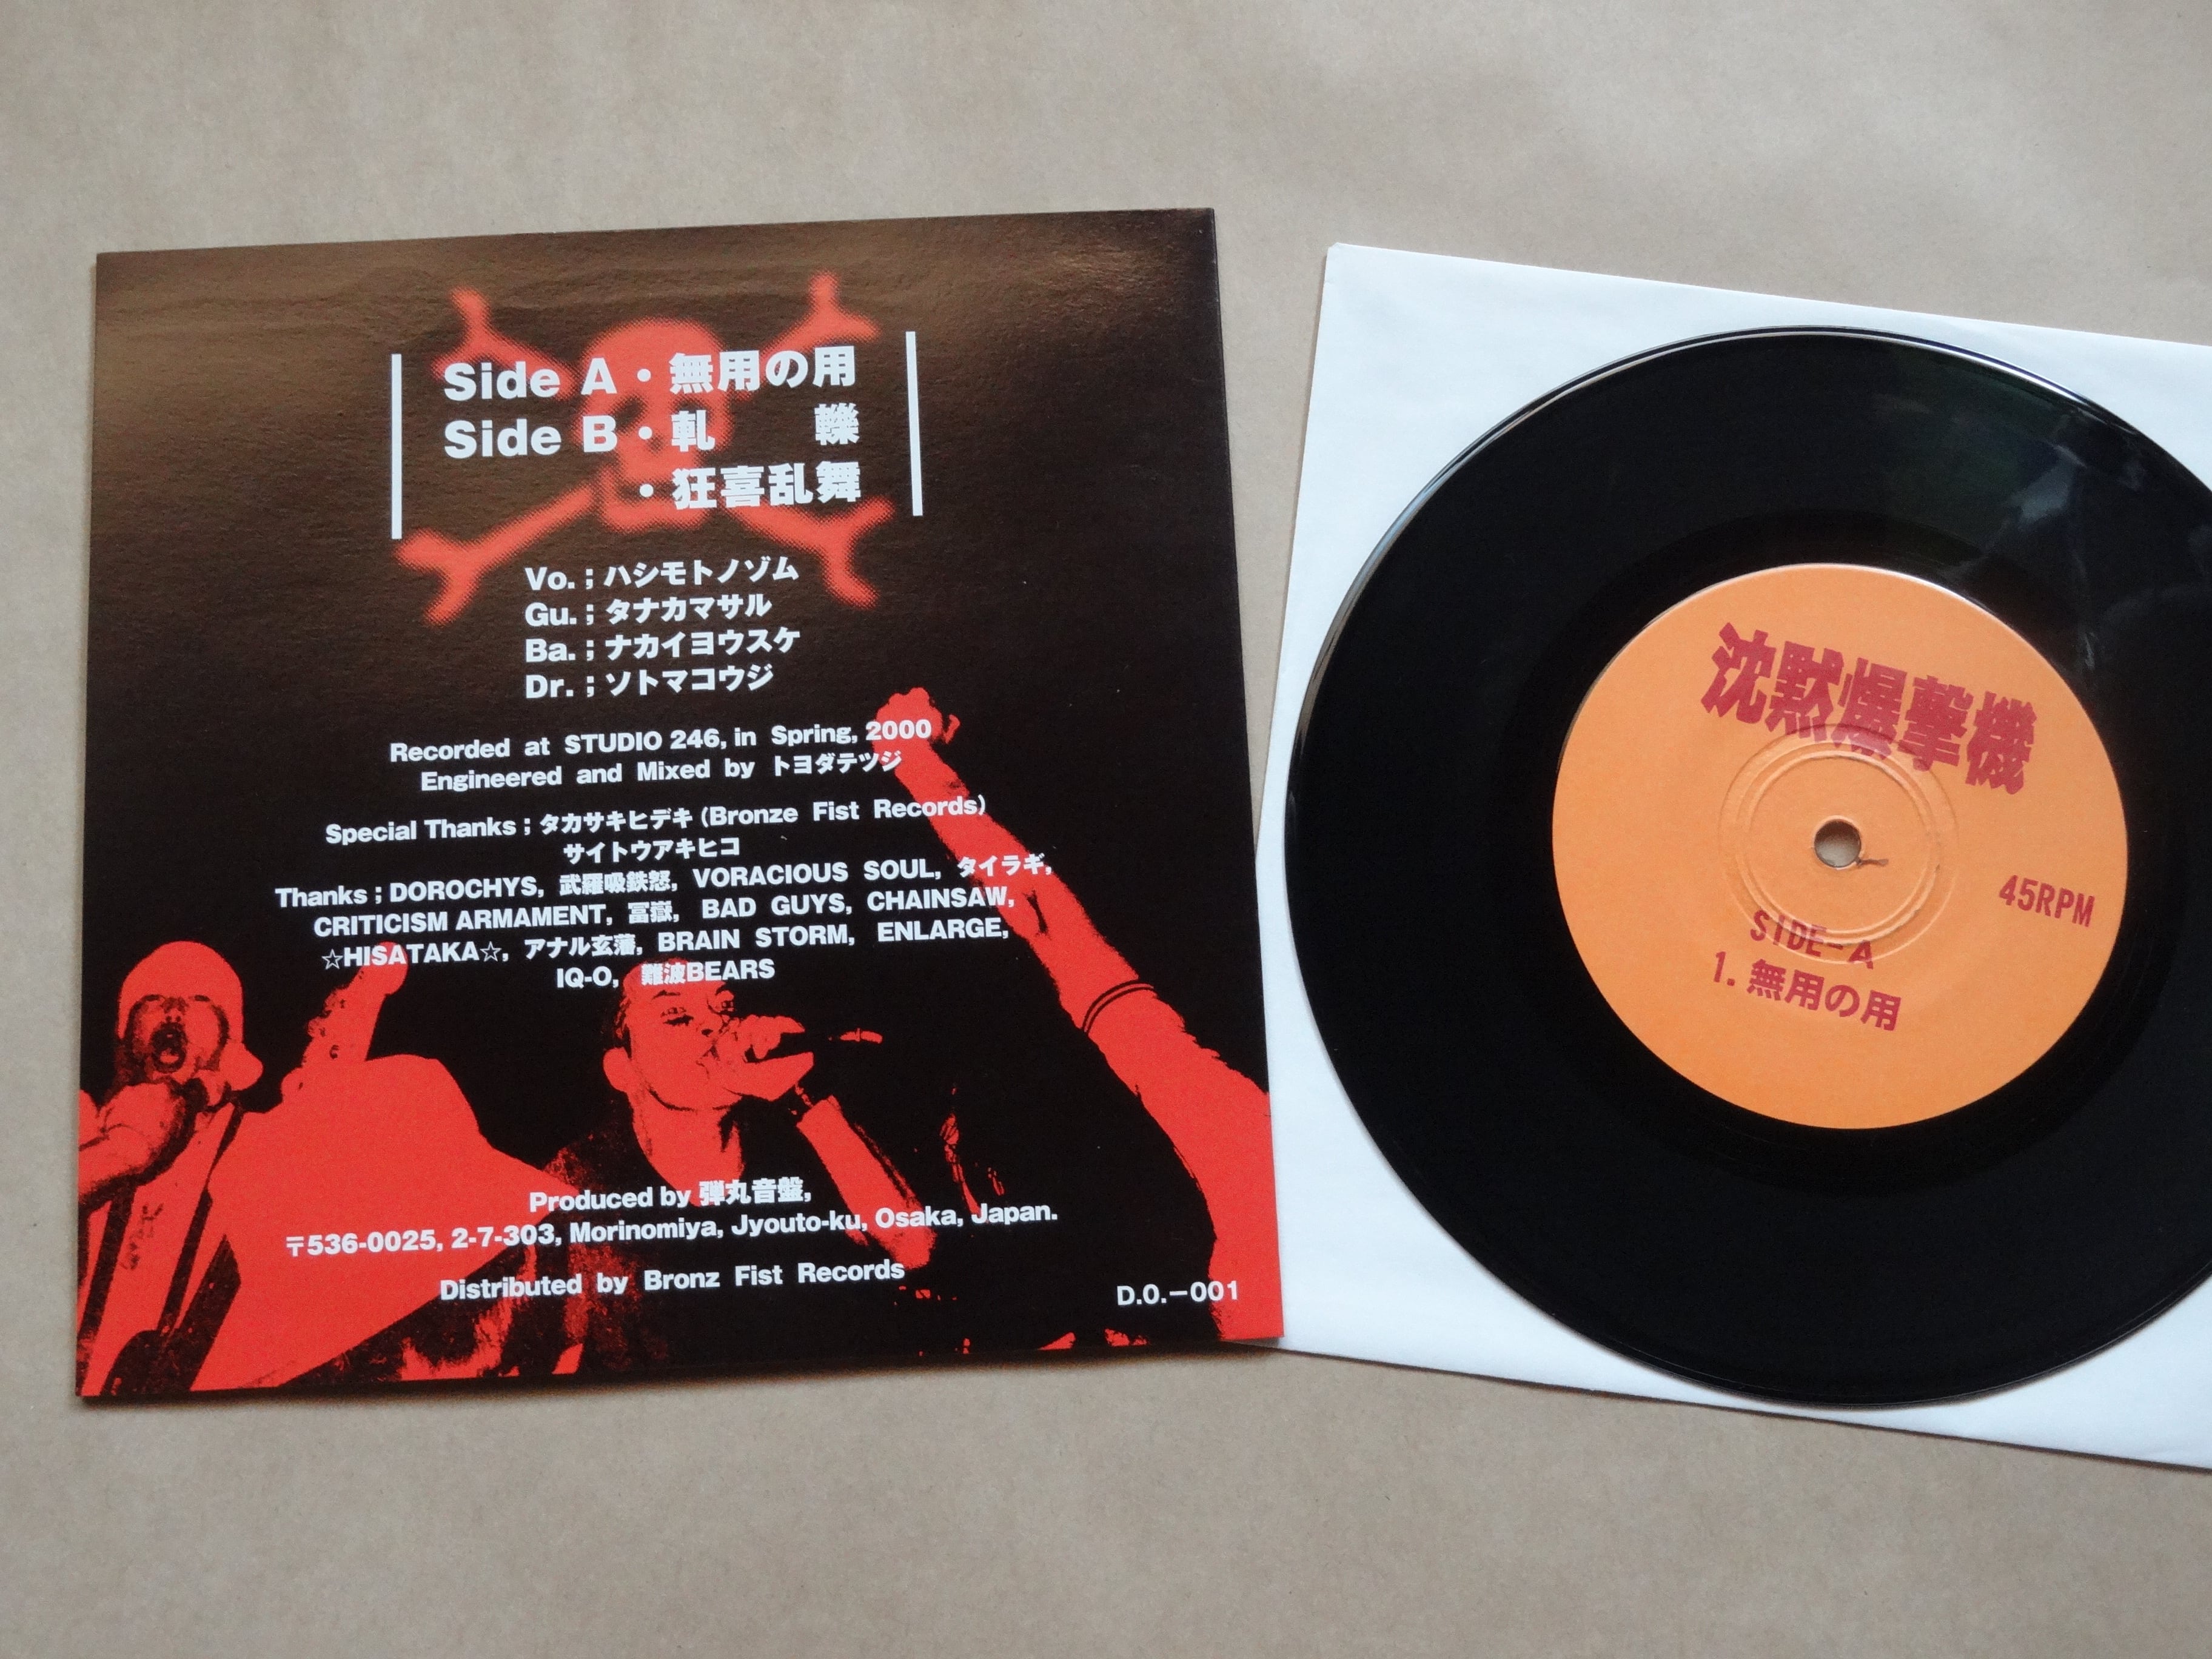 Side A・無用の用
Side B・軋　　轢
・狂喜乱舞
Vo. ; ハシモトノゾム
Gu. ; タナカマサル
Ba. ; ナカイヨウスケ
Dr. ; ソトマコウジ
Recorded at STUDIO 246, in Spring, 2000
Engineered and Mixed by トヨダテツジ
Special Thanks ; タカサキヒデキ (Bronze Fist Records)
サイトウアキヒコ
Thanks ; DOROCHYS, 武羅吸鉄怒, VORACIOUS SOUL, タイラギ,
CRITICISM ARMAMENT, 冨嶽, BAD GUYS, CHAINSAW,
☆HISATAKA☆, アナル玄藩, BRAIN STORM, ENLARGE,
IQ-O, 難波BEARS
Produced by 弾丸音盤,
〒536-0025, 2-7-303, Morinomiya, Jyouto-ku, Osaka, Japan.
Distributed by Bronz Fist Records
D.O.-001
沈黙爆撃機
45RPM
SIDE-A
1. 無用の用